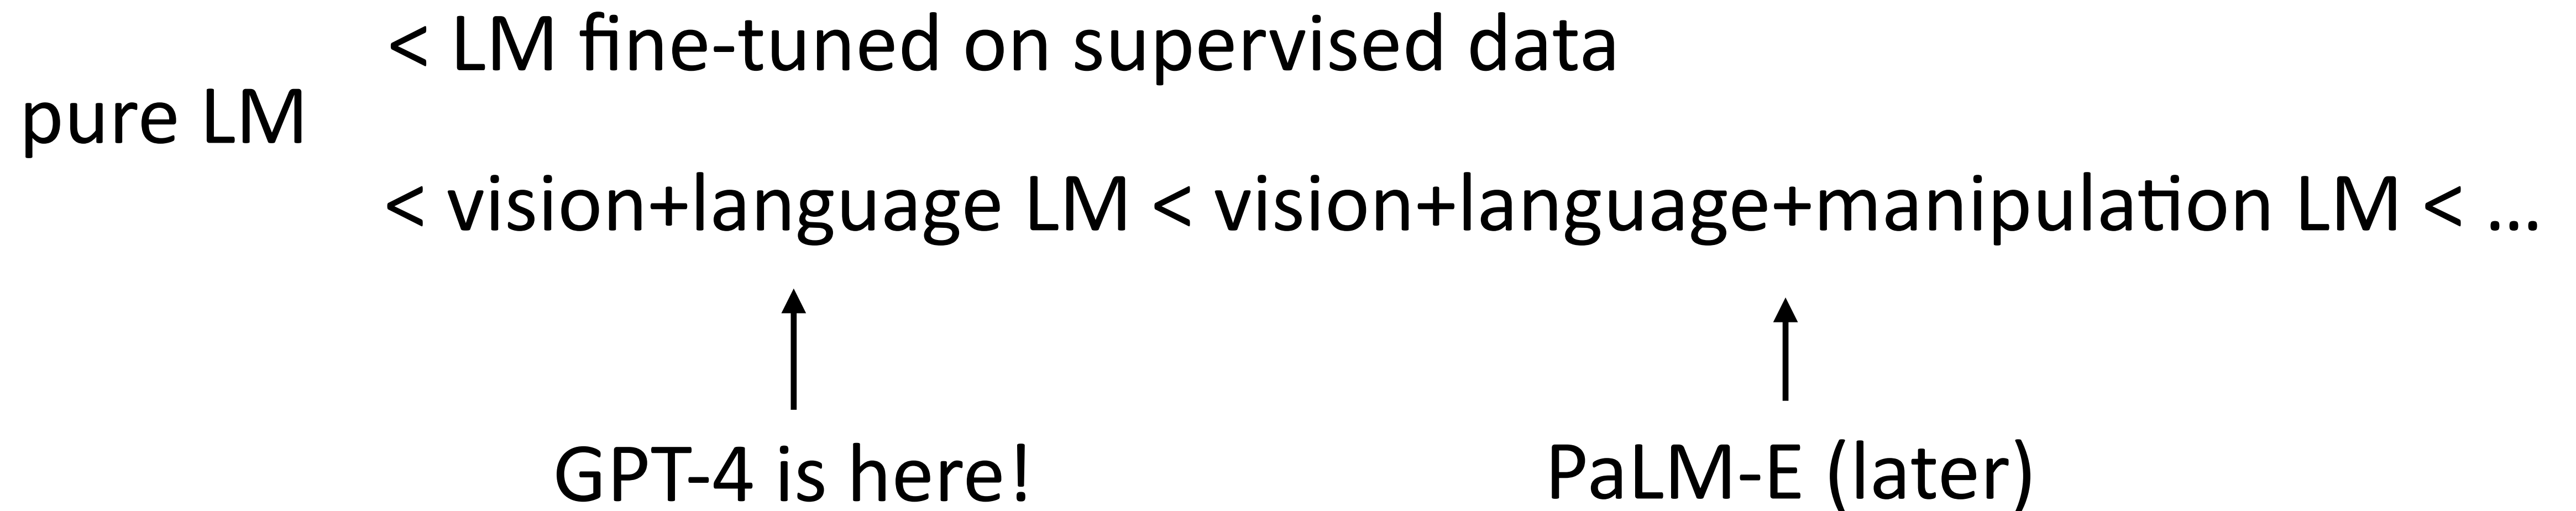 < LM fine-tuned on supervised data
pure LM
< vision+language LM < vision+language+manipulation LM < ...
GPT-4 is here!
PaLM-E (later)